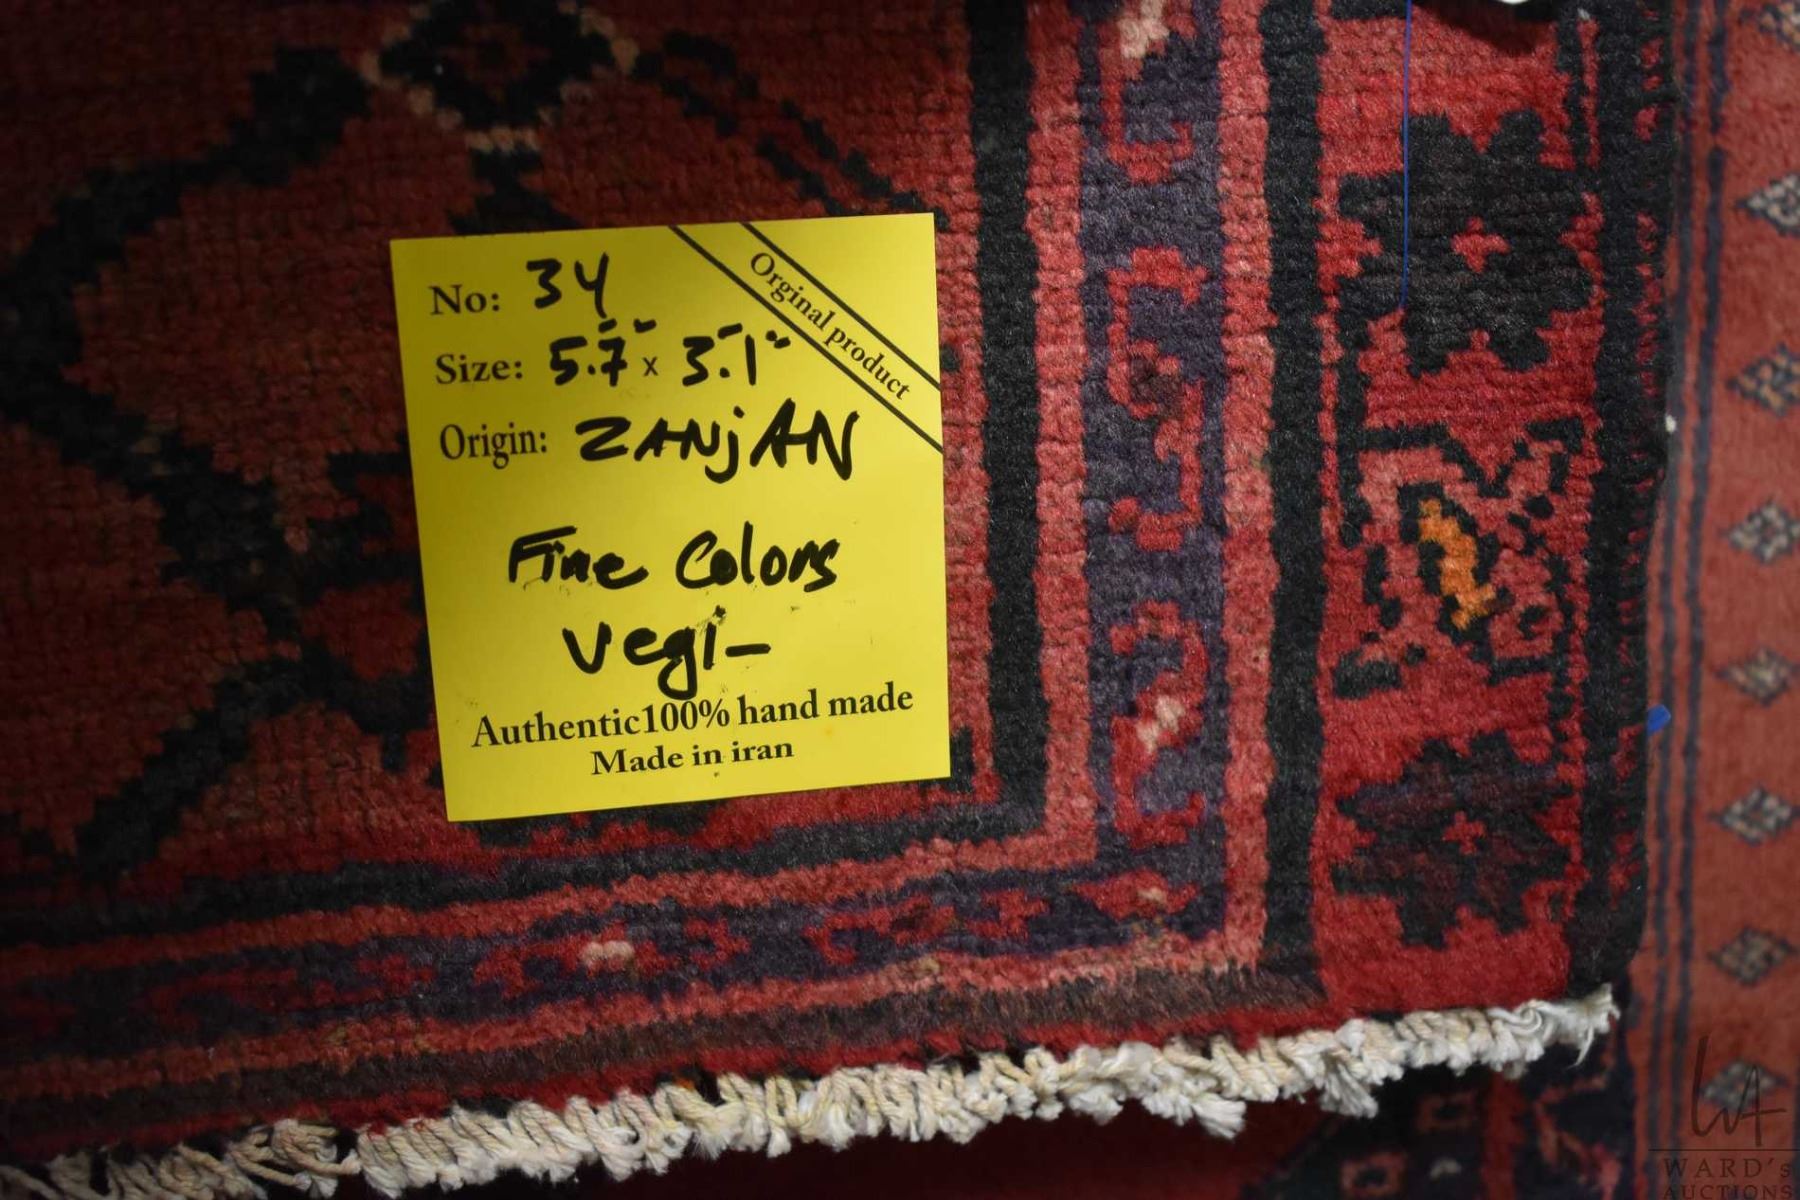 Orginal product
No: 34
Size: 5'.7" x 3'.1"
Origin: ZANjAN
Fine Colors
vegi-
Authentic100% hand made
Made in iran
WARD's
AUCTIONS